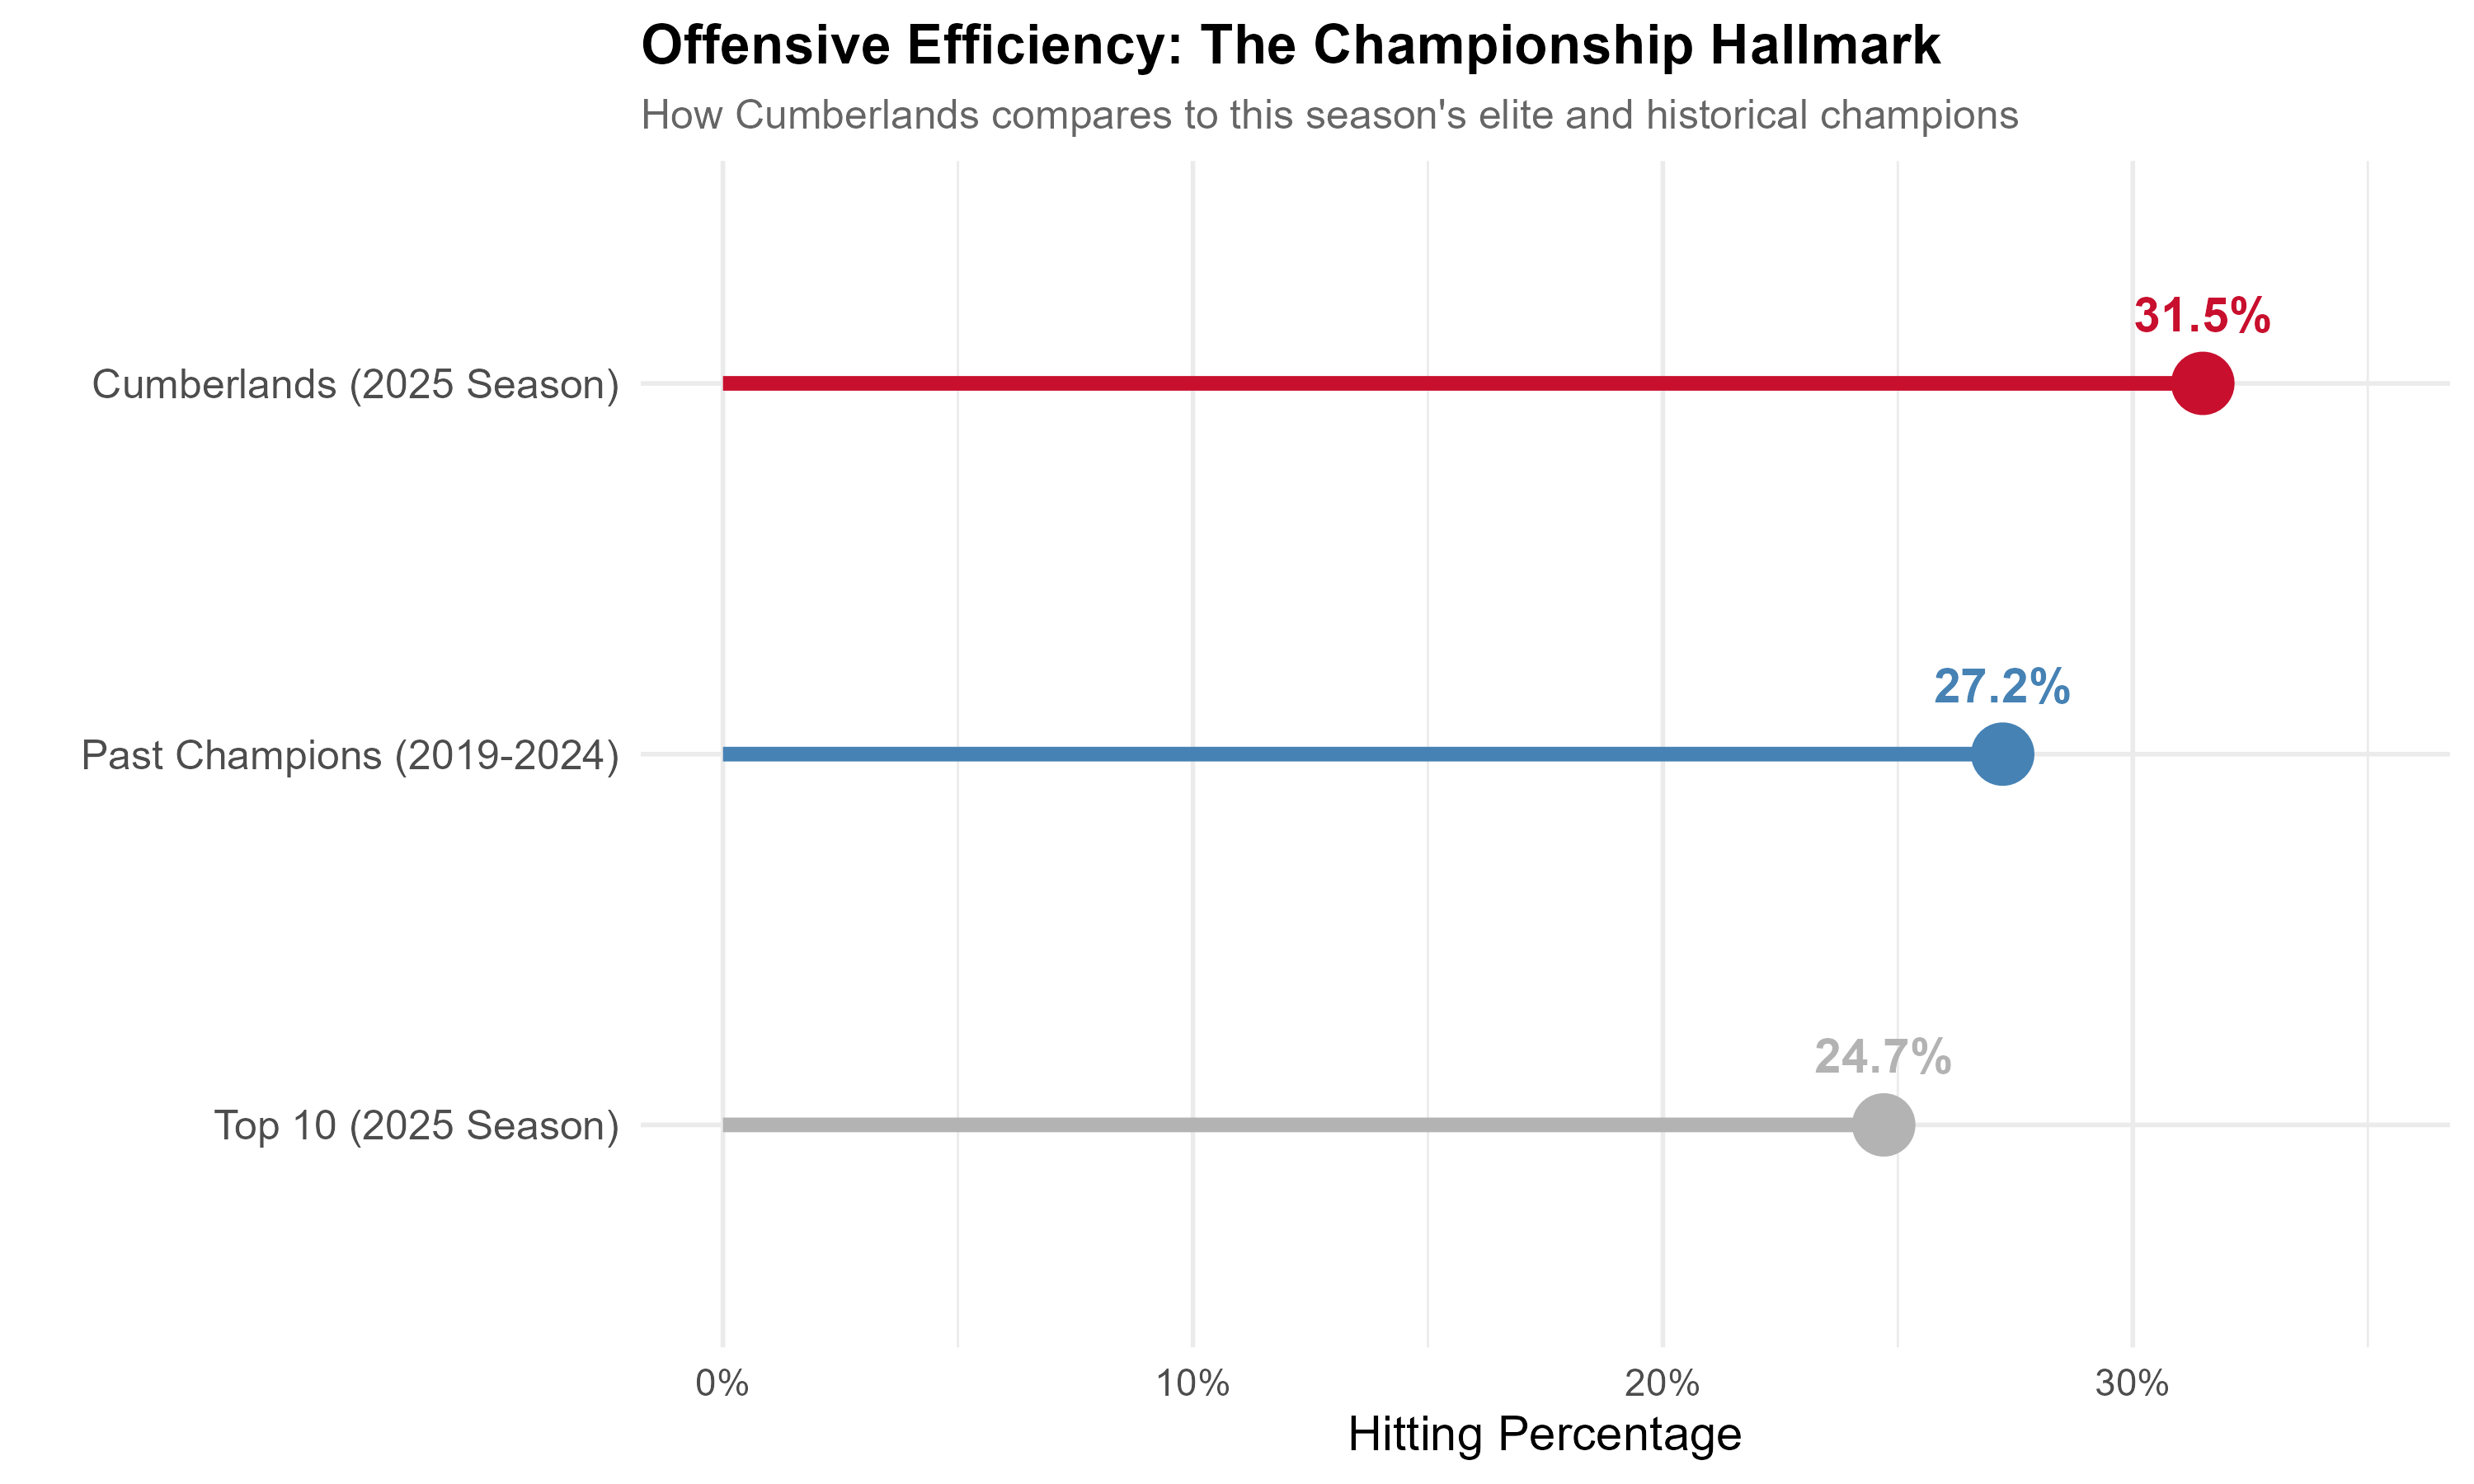 Offensive Efficiency: The Championship Hallmark
How Cumberlands compares to this season's elite and historical champions
31.5%
Cumberlands (2025 Season)
27.2%
Past Champions (2019-2024)
24.7%
Top 10 (2025 Season)
0% 10% 20% 30%
Hitting Percentage